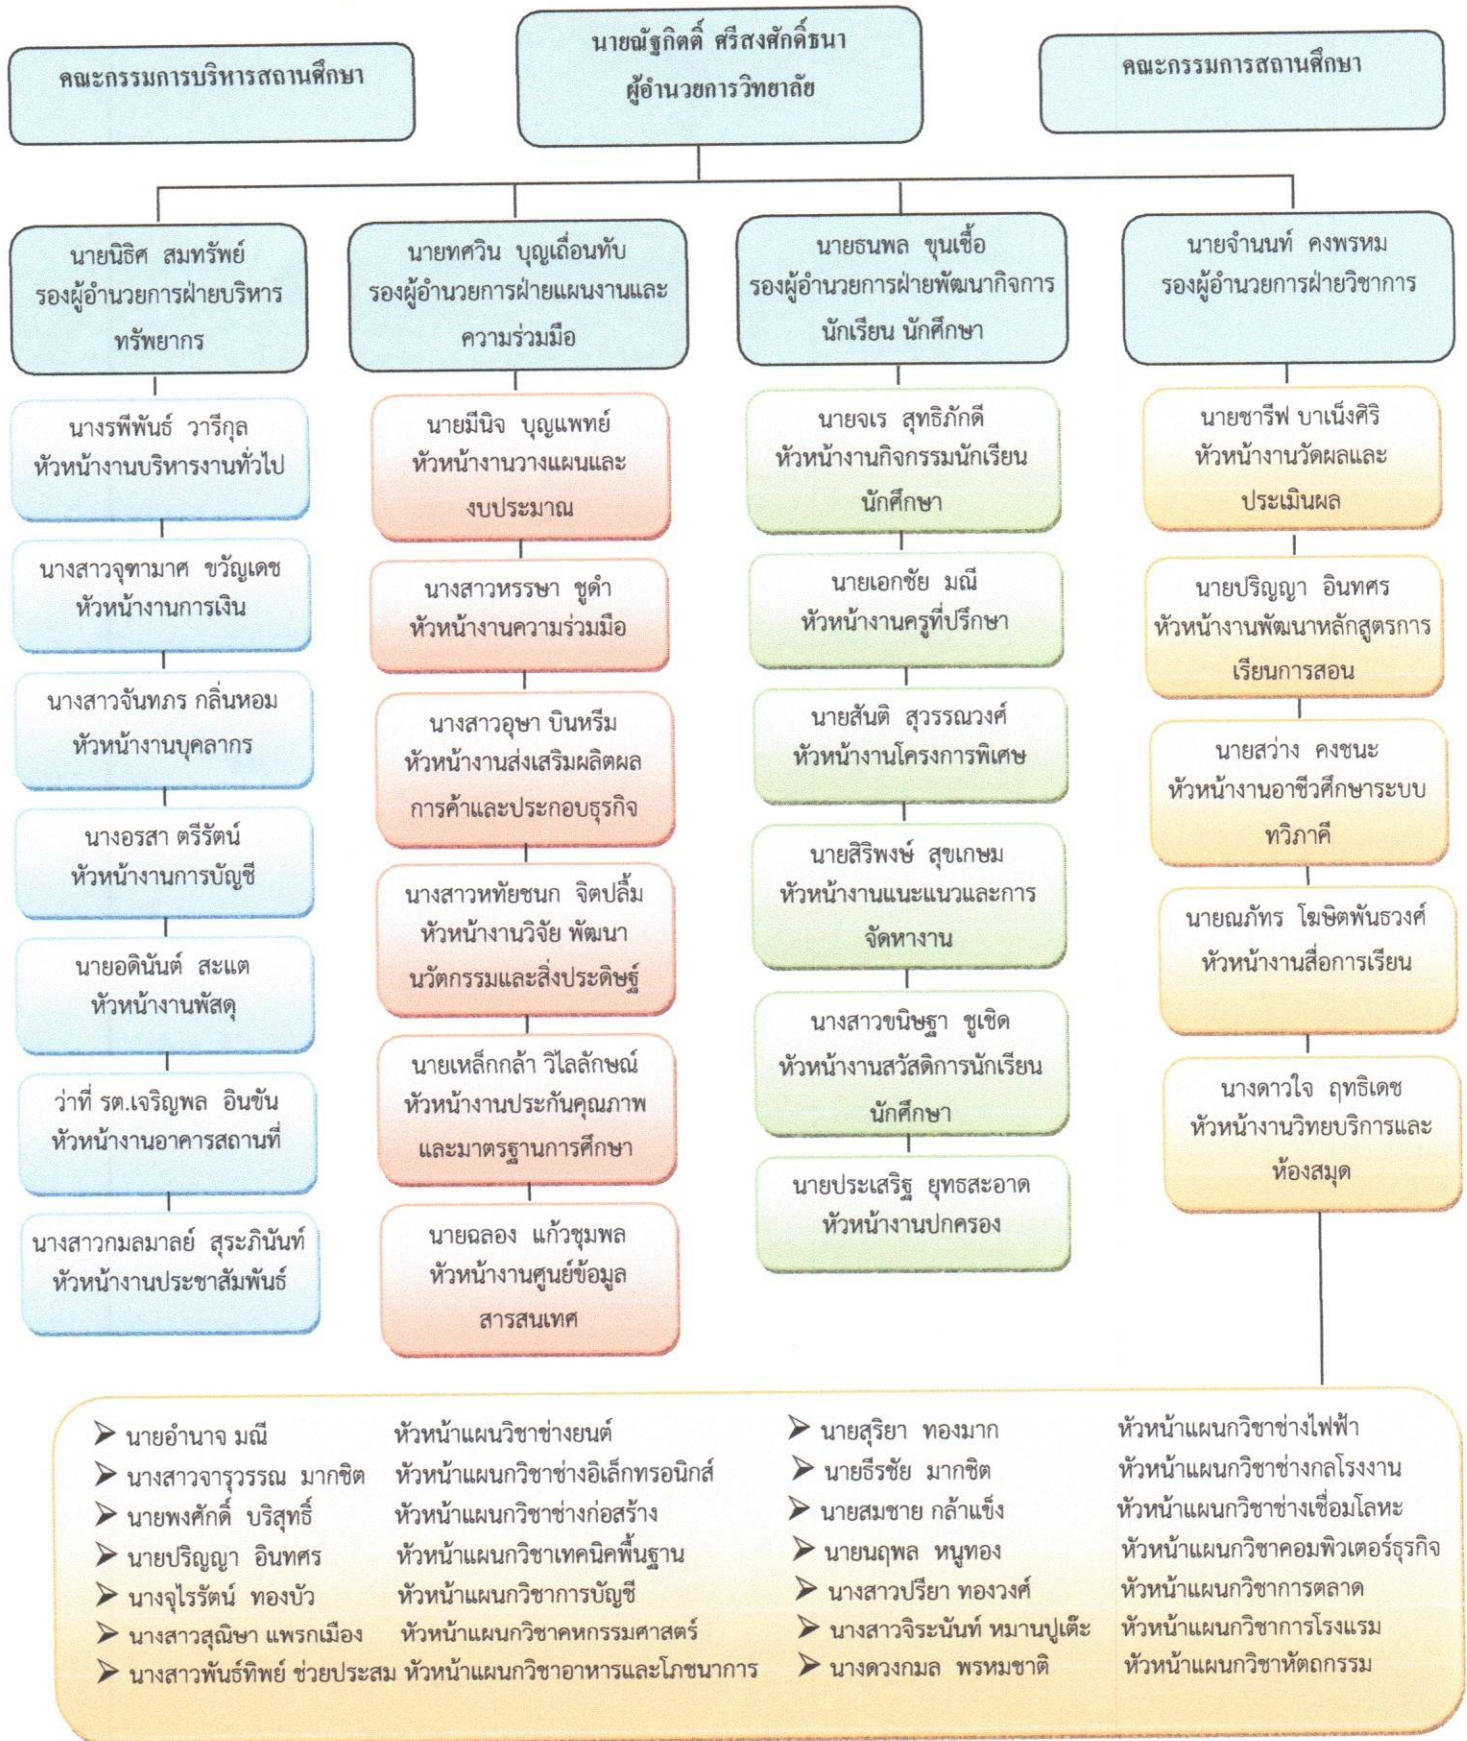 คณะกรรมการบริหารสถานศึกษา
นายณัฐกิตติ์ ศรีสงศักดิ์ธนา
ผู้อำนวยการวิทยาลัย
คณะกรรมการสถานศึกษา
นายนิธิศ สมทรัพย์
รองผู้อำนวยการฝ่ายบริหาร
ทรัพยากร
นายทศวิน บุญเถื่อนทับ
รองผู้อำนวยการฝ่ายแผนงานและ
ความร่วมมือ
นายธนพล ขุนเชื้อ
รองผู้อำนวยการฝ่ายพัฒนากิจการ
นักเรียน นักศึกษา
นายจำนนท์ คงพรหม
รองผู้อำนวยการฝ่ายวิชาการ
นางรพีพันธ์ วารีกุล
หัวหน้างานบริหารงานทั่วไป
นางสาวจุฑามาศ ขวัญเดช
หัวหน้างานการเงิน
นางสาวจันทภร กลิ่นหอม
หัวหน้างานบุคลากร
นางอรสา ตรีรัตน์
หัวหน้างานการบัญชี
นายอดินันต์ สะแต
หัวหน้างานพัสดุ
ว่าที่ รต.เจริญพล อินขัน
หัวหน้างานอาคารสถานที่
นางสาวกมลมาลย์ สุระภินันท์
หัวหน้างานประชาสัมพันธ์
นายมีนิจ บุญแพทย์
หัวหน้างานวางแผนและ
งบประมาณ
นางสาวหรรษา ชูดำ
หัวหน้างานความร่วมมือ
นางสาวอุษา บินหรีม
หัวหน้างานส่งเสริมผลิตผล
การค้าและประกอบธุรกิจ
นางสาวหทัยชนก จิตปลื้ม
หัวหน้างานวิจัย พัฒนา
นวัตกรรมและสิ่งประดิษฐ์
นายเหล็กกล้า วิไลลักษณ์
หัวหน้างานประกันคุณภาพ
และมาตรฐานการศึกษา
นายฉลอง แก้วชุมพล
หัวหน้างานศูนย์ข้อมูล
สารสนเทศ
นายจเร สุทธิภักดี
หัวหน้างานกิจกรรมนักเรียน
นักศึกษา
นายเอกชัย มณี
หัวหน้างานครูที่ปรึกษา
นายสันติ สุวรรณวงศ์
หัวหน้างานโครงการพิเศษ
นายสิริพงษ์ สุขเกษม
หัวหน้างานแนะแนวและการ
จัดหางาน
นางสาวขนิษฐา ชูเชิด
หัวหน้างานสวัสดิการนักเรียน
นักศึกษา
นายประเสริฐ ยุทธสะอาด
หัวหน้างานปกครอง
นายชารีฟ บาเน็งศิริ
หัวหน้างานวัดผลและ
ประเมินผล
นายปริญญา อินทศร
หัวหน้างานพัฒนาหลักสูตรการ
เรียนการสอน
นายสว่าง คงชนะ
หัวหน้างานอาชีวศึกษาระบบ
ทวิภาคี
นายณภัทร โฆษิตพันธวงศ์
หัวหน้างานสื่อการเรียน
นางดาวใจ ฤทธิเดช
หัวหน้างานวิทยบริการและ
ห้องสมุด
➤ นายอำนาจ มณี หัวหน้าแผนวิชาช่างยนต์
➤ นางสาวจารุวรรณ มากชิต หัวหน้าแผนกวิชาช่างอิเล็กทรอนิกส์
➤ นายพงศักดิ์ บริสุทธิ์ หัวหน้าแผนกวิชาช่างก่อสร้าง
➤ นายปริญญา อินทศร หัวหน้าแผนกวิชาเทคนิคพื้นฐาน
➤ นางจุไรรัตน์ ทองบัว หัวหน้าแผนกวิชาการบัญชี
➤ นางสาวสุณิษา แพรกเมือง หัวหน้าแผนกวิชาคหกรรมศาสตร์
➤ นางสาวพันธ์ทิพย์ ช่วยประสม หัวหน้าแผนกวิชาอาหารและโภชนาการ
➤ นายสุริยา ทองมาก หัวหน้าแผนกวิชาช่างไฟฟ้า
➤ นายธีรชัย มากชิต หัวหน้าแผนกวิชาช่างกลโรงงาน
➤ นายสมชาย กล้าแข็ง หัวหน้าแผนกวิชาช่างเชื่อมโลหะ
➤ นายนฤพล หนูทอง หัวหน้าแผนกวิชาคอมพิวเตอร์ธุรกิจ
➤ นางสาวปรียา ทองวงศ์ หัวหน้าแผนกวิชาการตลาด
➤ นางสาวจิระนันท์ หมานปูเต๊ะ หัวหน้าแผนกวิชาการโรงแรม
➤ นางดวงกมล พรหมชาติ หัวหน้าแผนกวิชาหัตถกรรม